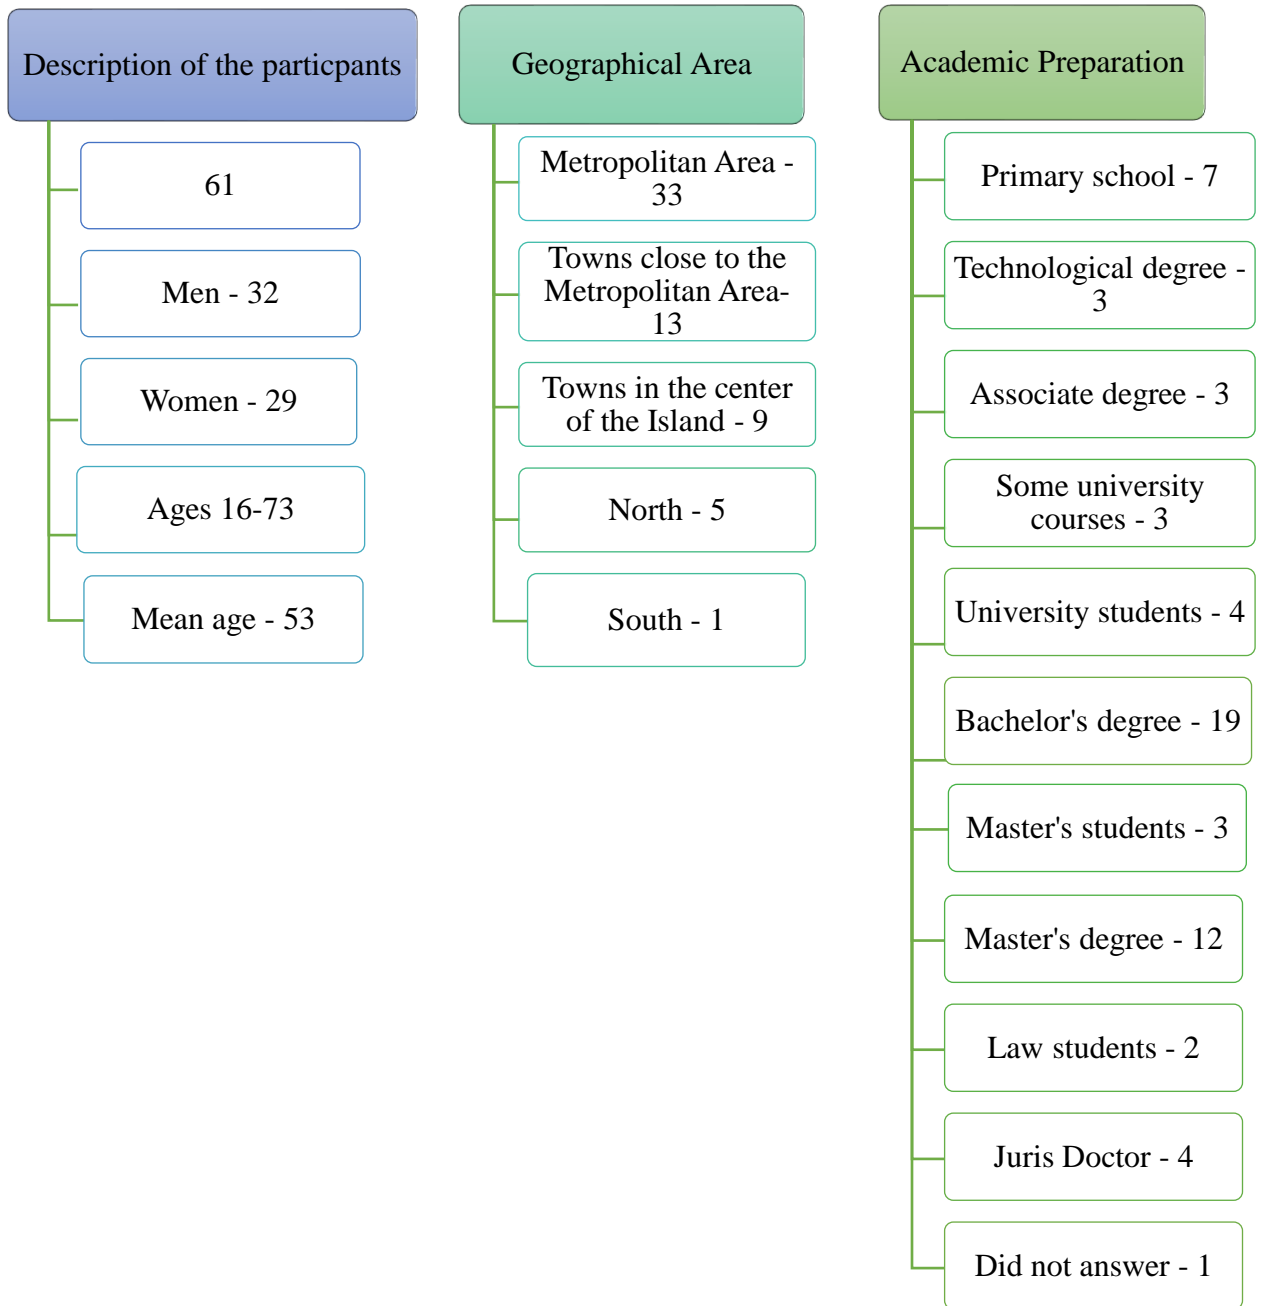 Description of the particpants
61
Men - 32
Women - 29
Ages 16-73
Mean age - 53
Geographical Area
Metropolitan Area -
33
Towns close to the
Metropolitan Area-
13
Towns in the center
of the Island - 9
North - 5
South - 1
Academic Preparation
Primary school - 7
Technological degree -
3
Associate degree - 3
Some university
courses - 3
University students - 4
Bachelor's degree - 19
Master's students - 3
Master's degree - 12
Law students - 2
Juris Doctor - 4
Did not answer - 1